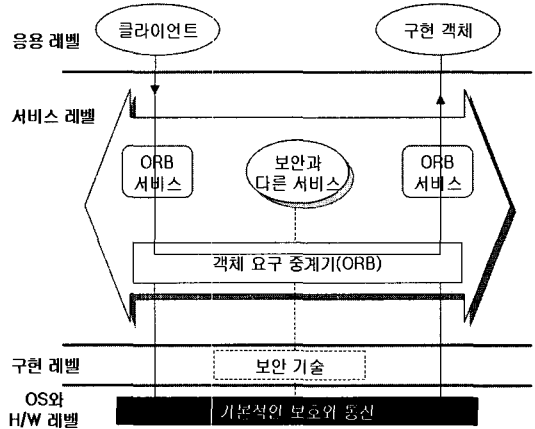 응용 레벨
클라이언트
구현 객체
서비스 레벨
ORB
서비스
보안과
다른 서비스
ORB
서비스
객체 요구 중계기(ORB)
구현 레벨
보안 기술
OS와
H/W 레벨
기본적인 보호와 통신